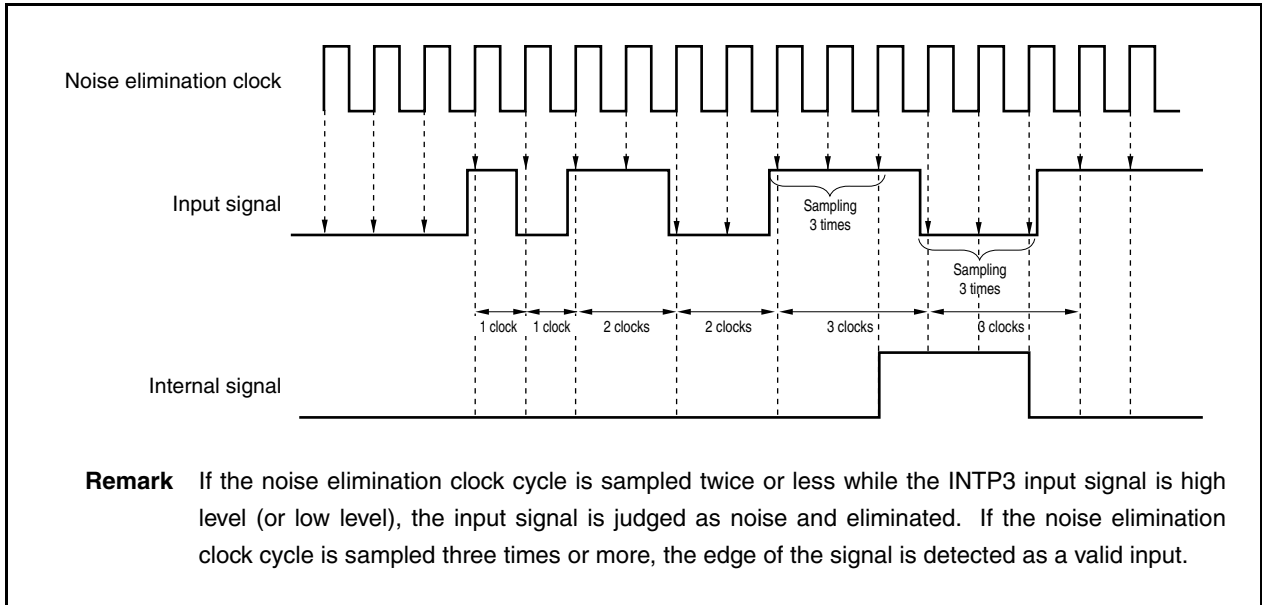 Noise elimination clock
Input signal
Sampling
3 times
Sampling
3 times
1 clock
1 clock
2 clocks
2 clocks
3 clocks
3 clocks
Internal signal
Remark If the noise elimination clock cycle is sampled twice or less while the INTP3 input signal is high
level (or low level), the input signal is judged as noise and eliminated. If the noise elimination
clock cycle is sampled three times or more, the edge of the signal is detected as a valid input.